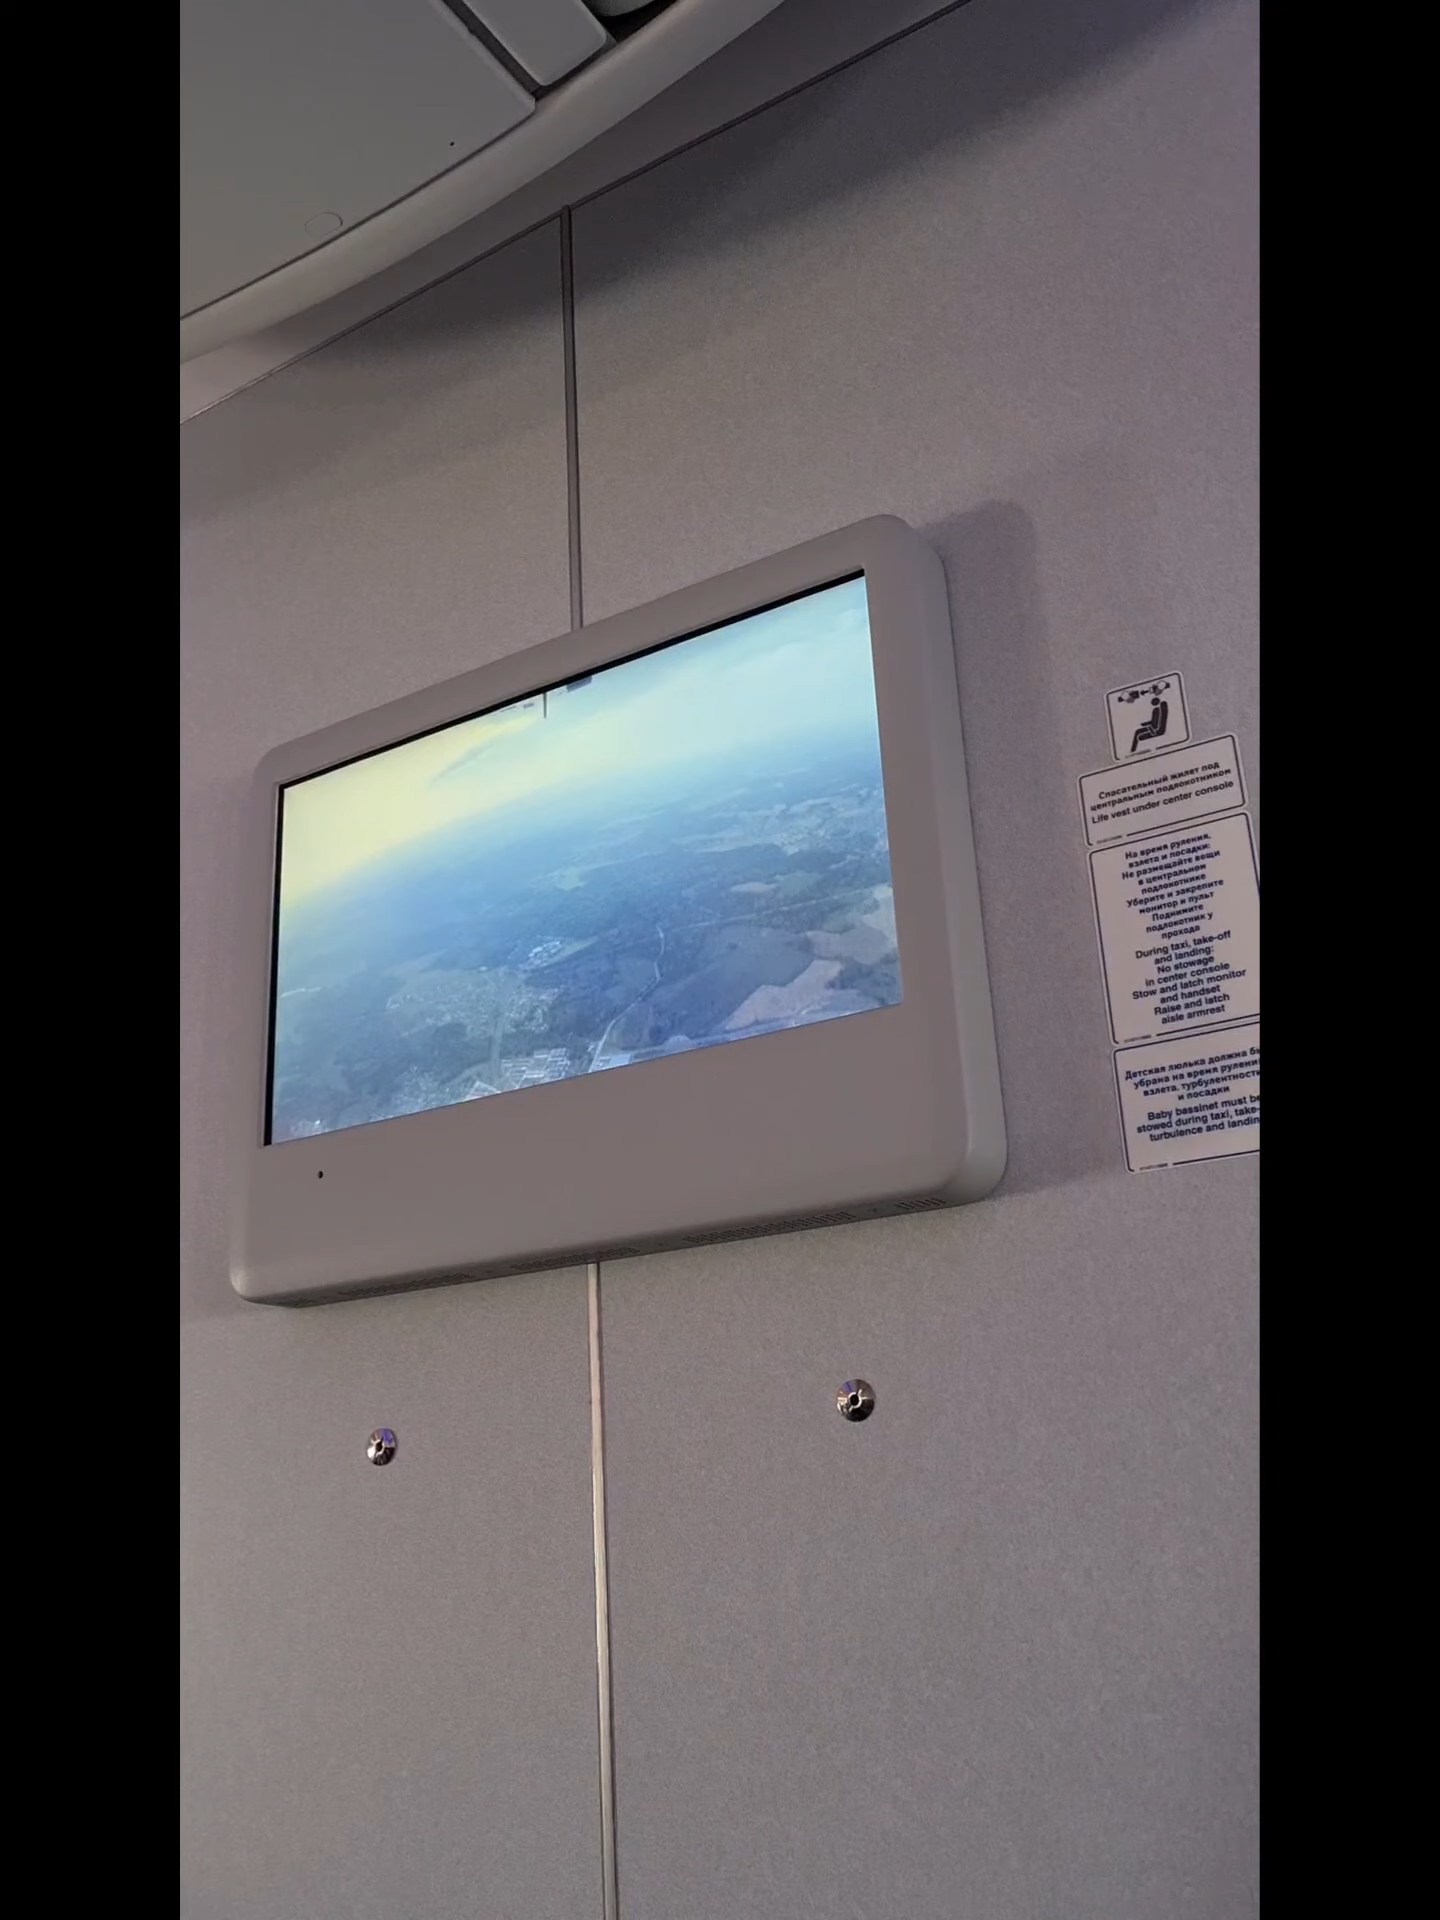 Спасательный жилет под
центральным подлокотником
Life vest under center console
На время руления,
взлета и посадки:
Не размещайте вещи
в центральном
подлокотнике
Уберите и закрепите
монитор и пульт
Поднимите
подлокотник у
прохода
During taxi, take-off
and landing:
No stowage
in center console
Stow and latch monitor
and handset
Raise and latch
aisle armrest
Детская люлька должна б
убрана на время рулени
взлета, турбулентност
и посадки
Baby bassinet must be
stowed during taxi, take-
turbulence and landin